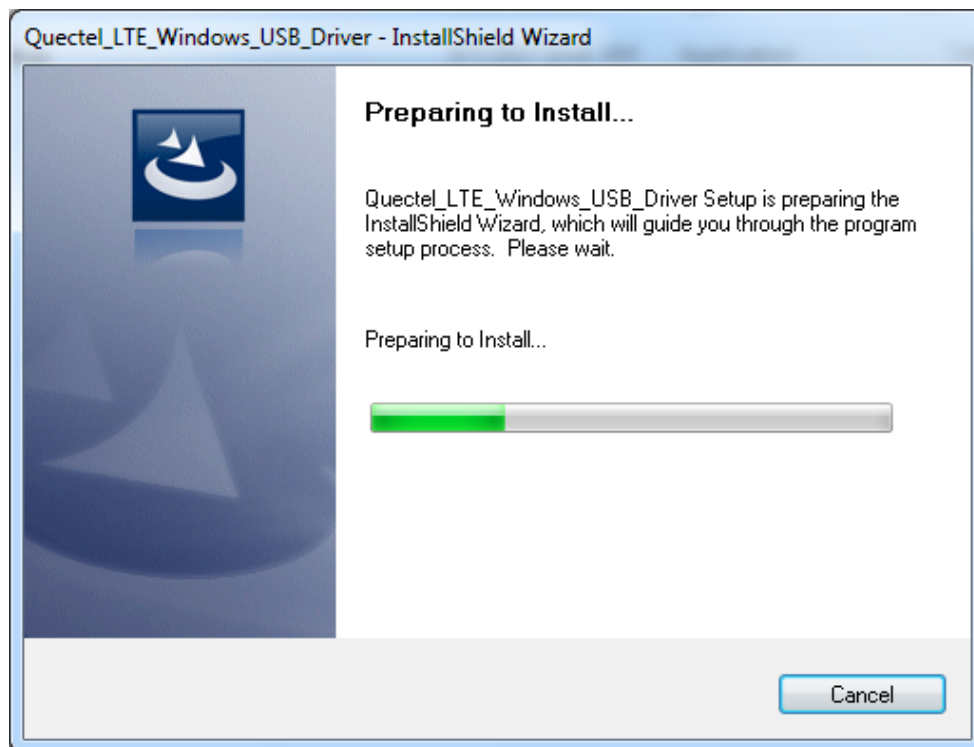 Quectel_LTE_Windows_USB_Driver - InstallShield Wizard
Preparing to Install...
Quectel_LTE_Windows_USB_Driver Setup is preparing the
InstallShield Wizard, which will guide you through the program
setup process.  Please wait.
Preparing to Install...
Cancel